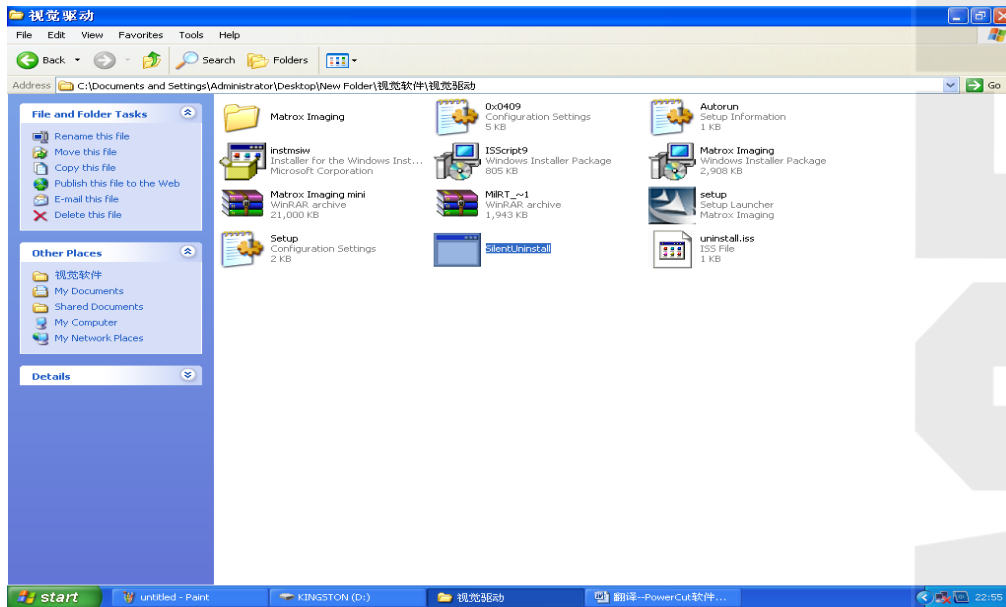 视觉驱动
File Edit View Favorites Tools Help
Back Search Folders
Address C:\Documents and Settings\Administrator\Desktop\New Folder\视觉软件\视觉驱动 Go
File and Folder Tasks
Rename this file
Move this file
Copy this file
Publish this file to the Web
E-mail this file
Delete this file
Other Places
视觉软件
My Documents
Shared Documents
My Computer
My Network Places
Details
Matrox Imaging
0x0409
Configuration Settings
5 KB
Autorun
Setup Information
1 KB
instmsiw
Installer for the Windows Inst...
Microsoft Corporation
ISScript9
Windows Installer Package
805 KB
Matrox Imaging
Windows Installer Package
2,908 KB
Matrox Imaging mini
WinRAR archive
21,000 KB
MilRT_~1
WinRAR archive
1,943 KB
setup
Setup Launcher
Matrox Imaging
Setup
Configuration Settings
2 KB
SilentUninstall
uninstall.iss
ISS File
1 KB
start untitled - Paint KINGSTON (D:) 视觉驱动 翻译--PowerCut软件... 22:55